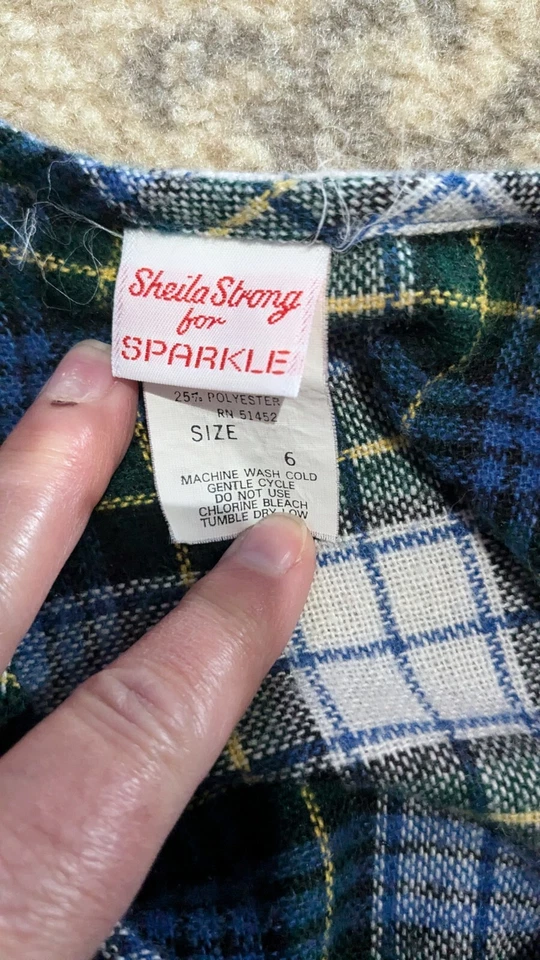 Sheila Strong
for
SPARKLE
25% POLYESTER
RN 51452
SIZE
6
MACHINE WASH COLD
GENTLE CYCLE
DO NOT USE
CHLORINE BLEACH
TUMBLE DRY LOW